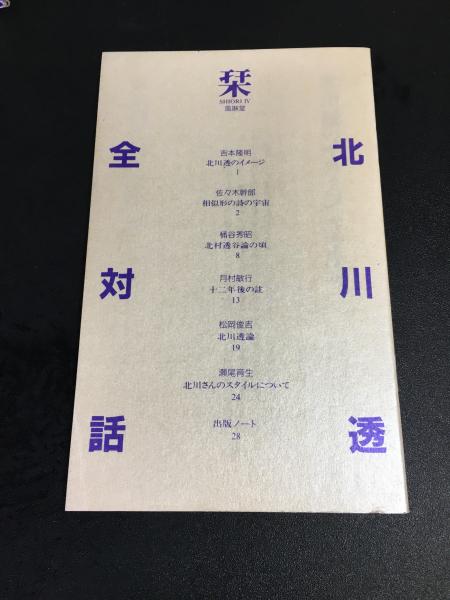 栞
SHIORI IV
風琳堂
北川透
全対話
吉本隆明
北川透のイメージ
1
佐々木幹郎
相似形の詩の宇宙
2
桶谷秀昭
北村透谷論の頃
8
月村敏行
十二年後の註
13
松岡俊吉
北川透論
19
瀬尾育生
北川さんのスタイルについて
24
出版ノート
28